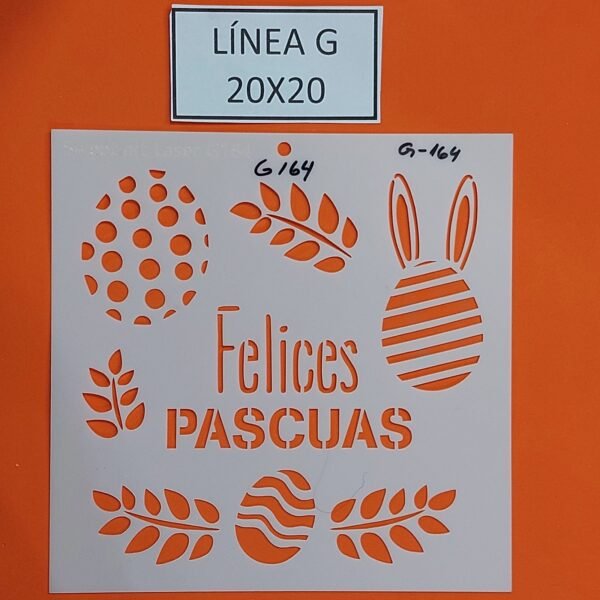 LÍNEA G
20X20
G164
G-164
Felices
PASCUAS